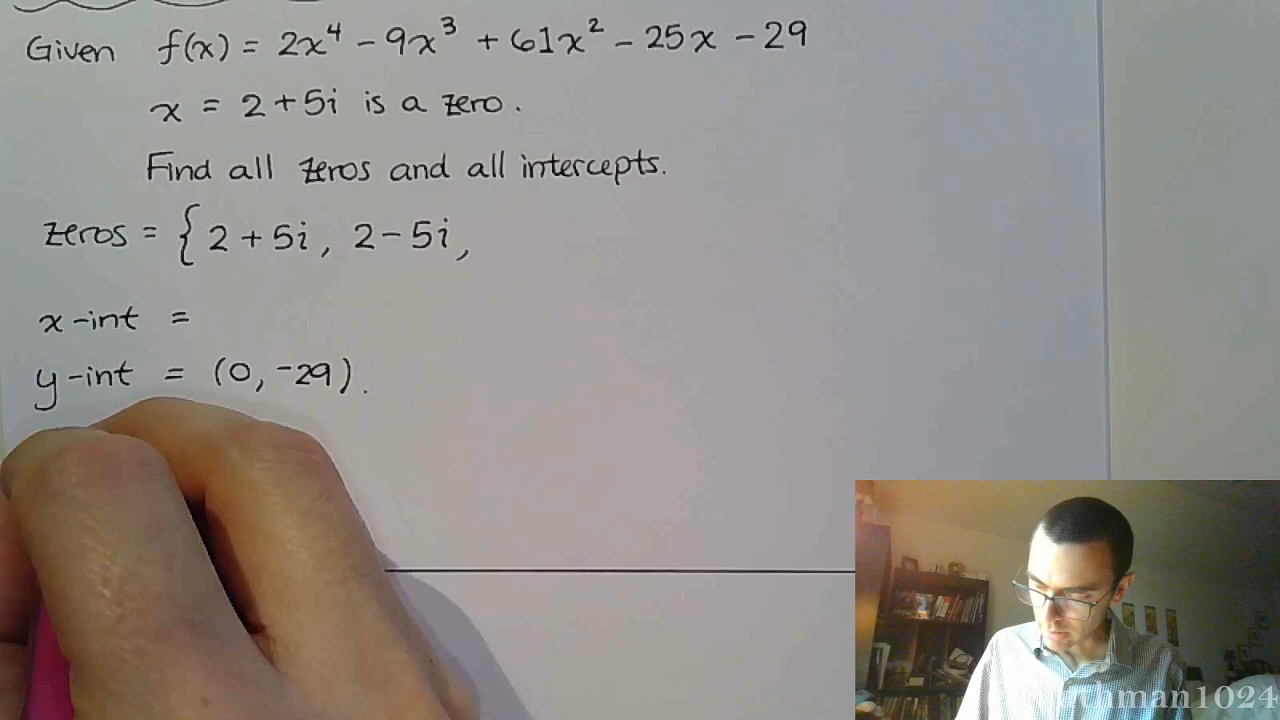 Given f(x) = 2x⁴ - 9x³ + 61x² - 25x - 29
x = 2+5i is a zero.
Find all zeros and all intercepts.
zeros = { 2+5i, 2-5i,
x-int =
y-int = (0, -29).